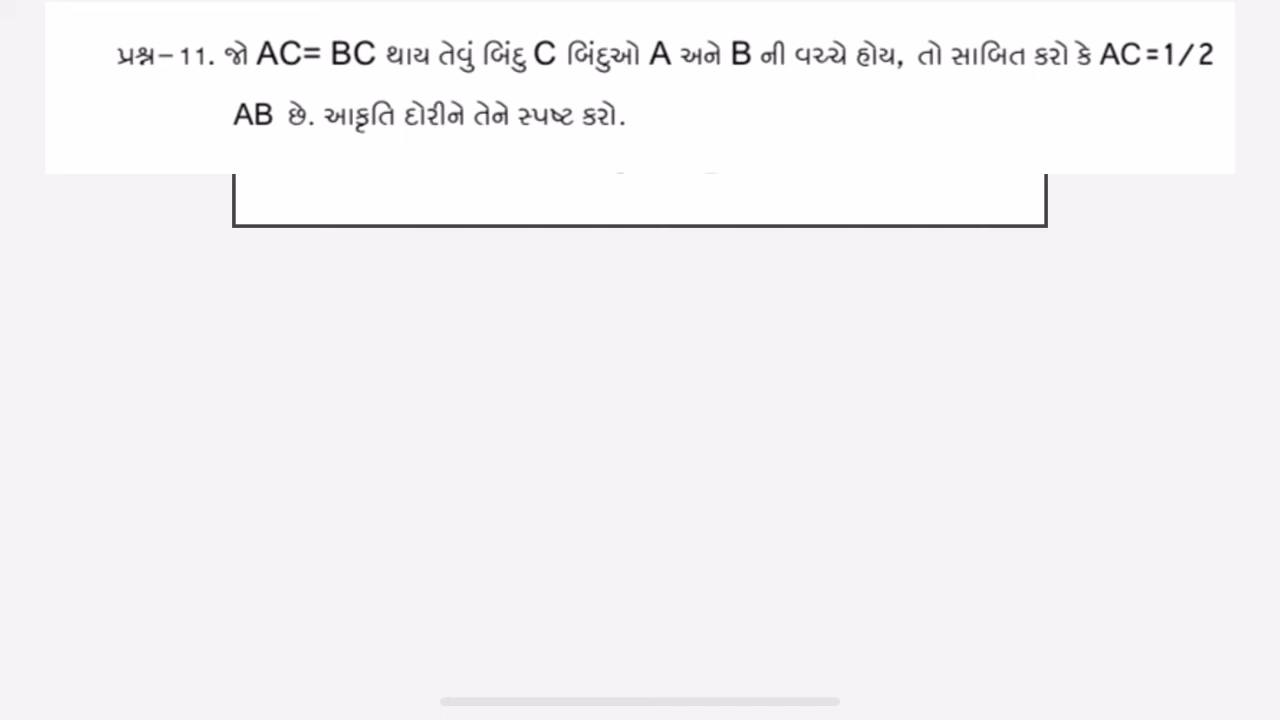 પ્રશ્ન–11. જો AC= BC થાય તેવું બિંદુ C બિંદુઓ A અને B ની વચ્ચે હોય, તો સાબિત કરો કે AC=1/2
AB છે. આકૃતિ દોરીને તેને સ્પષ્ટ કરો.